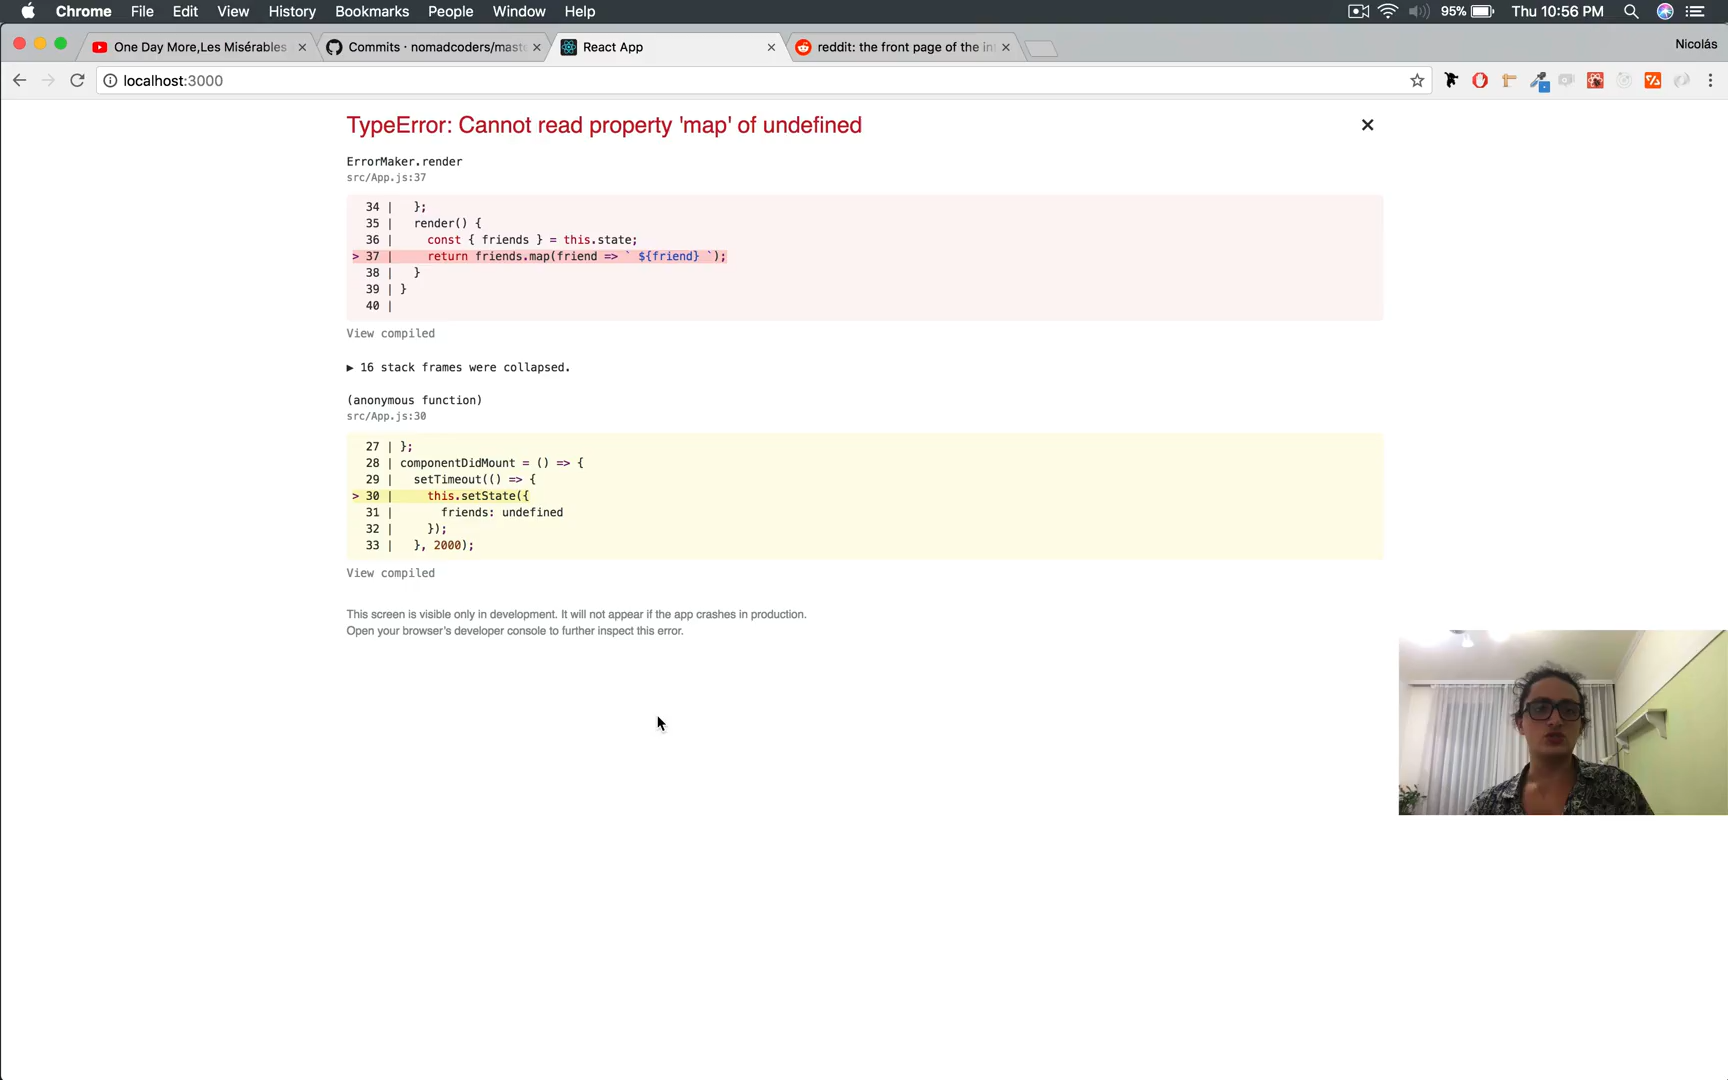 Chrome File Edit View History Bookmarks People Window Help 95% Thu 10:56 PM
One Day More,Les Misérables Commits · nomadcoders/mast React App reddit: the front page of the in Nicolás
localhost:3000
TypeError: Cannot read property 'map' of undefined
ErrorMaker.render
src/App.js:37
34 | };
35 | render() {
36 | const { friends } = this.state;
> 37 | return friends.map(friend => ` ${friend} `);
38 | }
39 | }
40 |
View compiled
▶ 16 stack frames were collapsed.
(anonymous function)
src/App.js:30
27 | };
28 | componentDidMount = () => {
29 | setTimeout(() => {
> 30 | this.setState({
31 | friends: undefined
32 | });
33 | }, 2000);
View compiled
This screen is visible only in development. It will not appear if the app crashes in production.
Open your browser's developer console to further inspect this error.